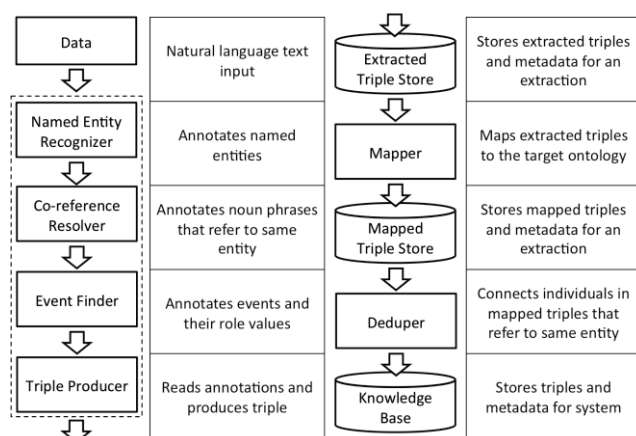 Data
Natural language text
input
Named Entity
Recognizer
Annotates named
entities
Co-reference
Resolver
Annotates noun phrases
that refer to same
entity
Event Finder
Annotates events and
their role values
Triple Producer
Reads annotations and
produces triple
Extracted
Triple Store
Stores extracted triples
and metadata for an
extraction
Mapper
Maps extracted triples
to the target ontology
Mapped
Triple Store
Stores mapped triples
and metadata for an
extraction
Deduper
Connects individuals in
mapped triples that
refer to same entity
Knowledge
Base
Stores triples and
metadata for system